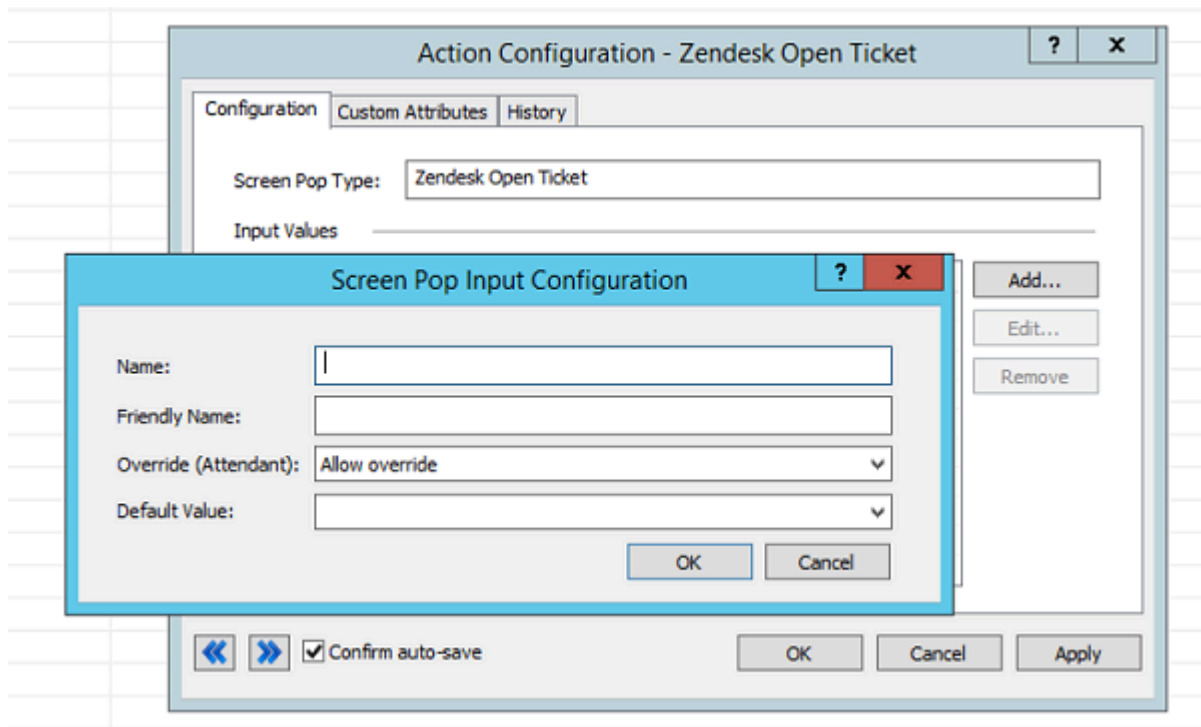 Action Configuration - Zendesk Open Ticket
? x
Configuration Custom Attributes History
Screen Pop Type: Zendesk Open Ticket
Input Values
Screen Pop Input Configuration
? x
Add...
Edit...
Remove
Name:
Friendly Name:
Override (Attendant): Allow override
Default Value:
OK Cancel
Confirm auto-save
OK Cancel Apply